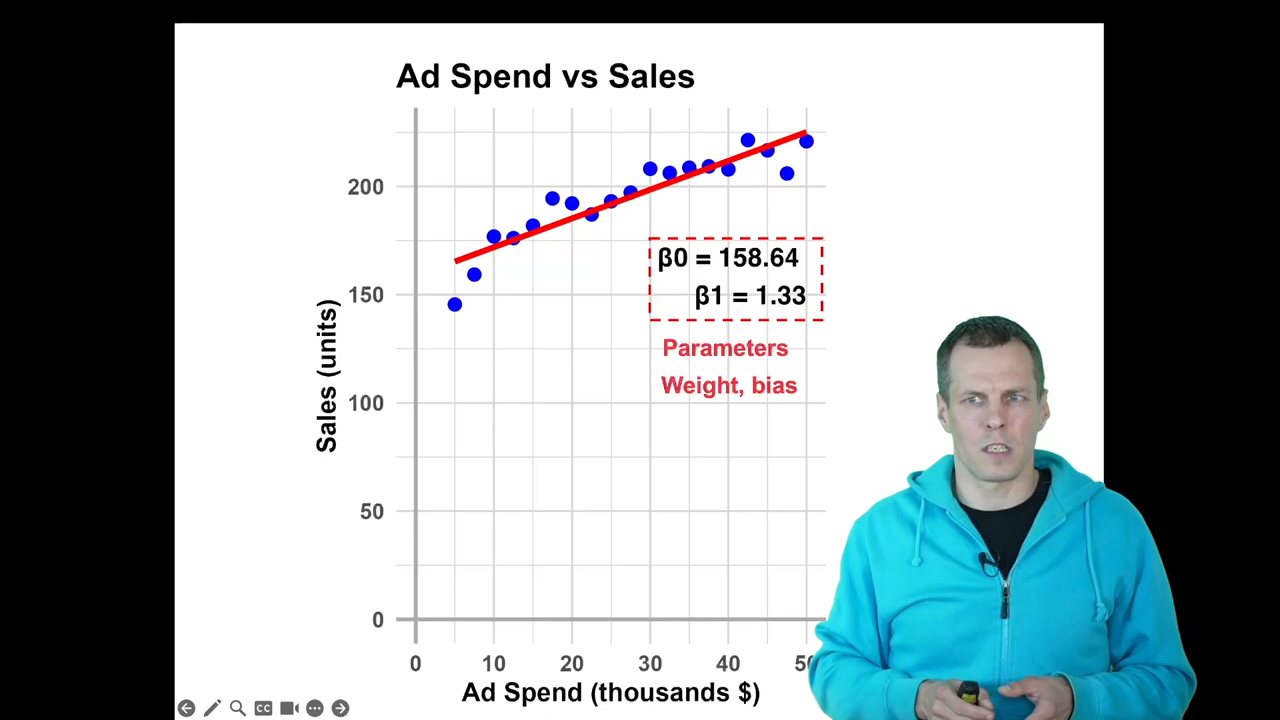 Ad Spend vs Sales
200
150
100
50
0
Sales (units)
β0 = 158.64
β1 = 1.33
Parameters
Weight, bias
0 10 20 30 40
Ad Spend (thousands $)
CC